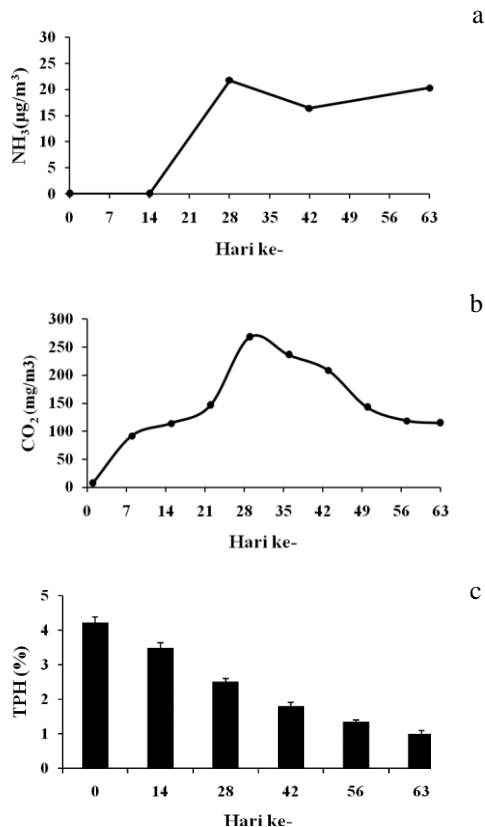 a
NH₃ (µg/m³)
30
25
20
15
10
5
0
0 7 14 21 28 35 42 49 56 63
Hari ke-
b
CO₂ (mg/m3)
300
250
200
150
100
50
0
0 7 14 21 28 35 42 49 56 63
Hari ke-
c
TPH (%)
5
4
3
2
1
0
0 14 28 42 56 63
Hari ke-